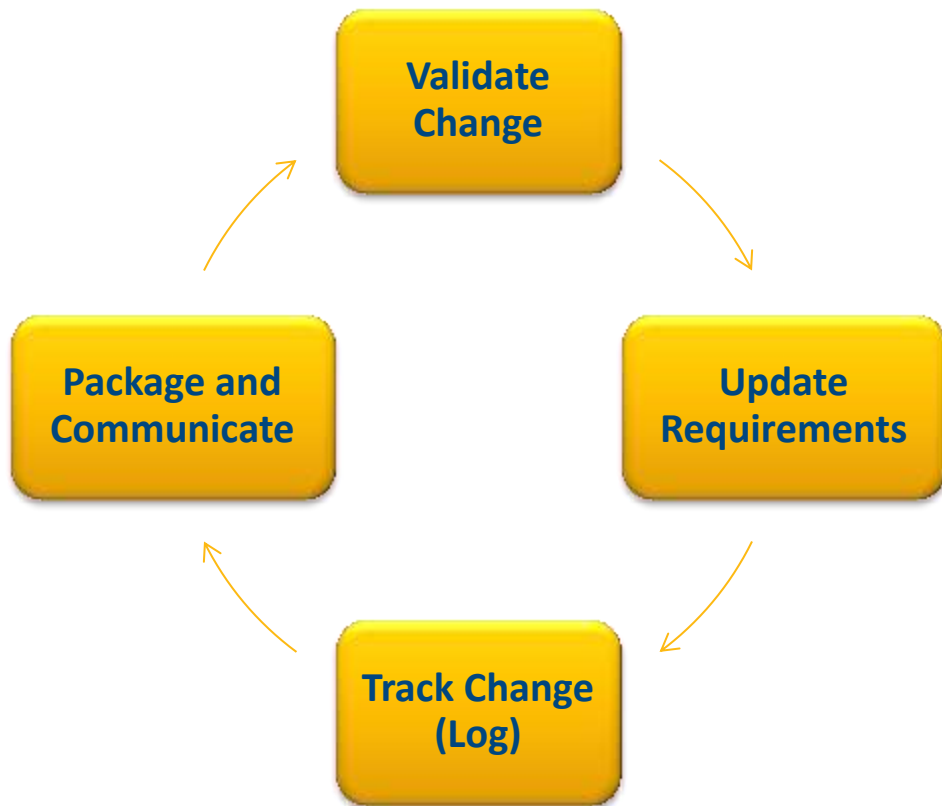 Validate
Change
Update
Requirements
Track Change
(Log)
Package and
Communicate